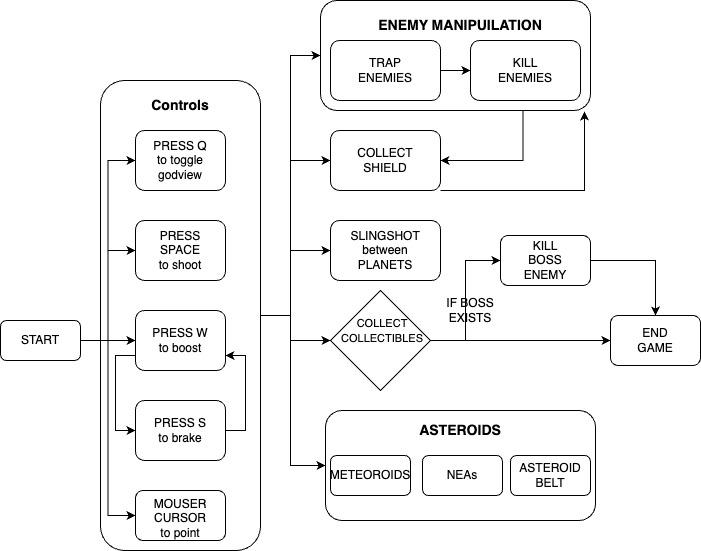 ENEMY MANIPUILATION
TRAP
ENEMIES
KILL
ENEMIES
Controls
PRESS Q
to toggle
godview
COLLECT
SHIELD
PRESS
SPACE
to shoot
SLINGSHOT
between
PLANETS
KILL
BOSS
ENEMY
IF BOSS
EXISTS
START
PRESS W
to boost
COLLECT
COLLECTIBLES
END
GAME
PRESS S
to brake
ASTEROIDS
METEOROIDS
NEAs
ASTEROID
BELT
MOUSER
CURSOR
to point